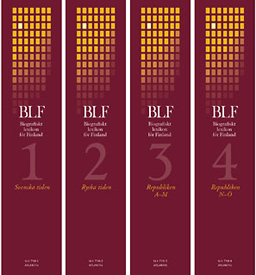 BLF
Biografiskt
lexikon
för Finland
1
Svenska tiden
BLF
Biografiskt
lexikon
för Finland
2
Ryska tiden
BLF
Biografiskt
lexikon
för Finland
3
Republiken
A–M
BLF
Biografiskt
lexikon
för Finland
4
Republiken
N–Ö